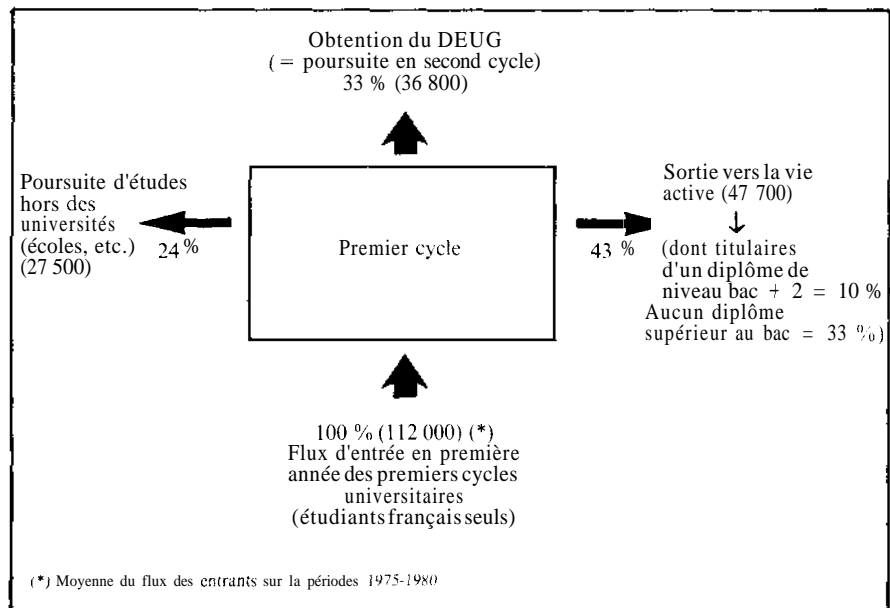 Obtention du DEUG
(= poursuite en second cycle)
33 % (36 800)
Poursuite d'études
hors des
universités
(écoles, etc.)
(27 500)
24 %
Premier cycle
43 %
Sortie vers la vie
active (47 700)
↓
(dont titulaires
d'un diplôme de
niveau bac + 2 = 10 %
Aucun diplôme
supérieur au bac = 33 %)
100 % (112 000) (*)
Flux d'entrée en première
année des premiers cycles
universitaires
(étudiants français seuls)
(*) Moyenne du flux des entrants sur la périodes 1975-1980